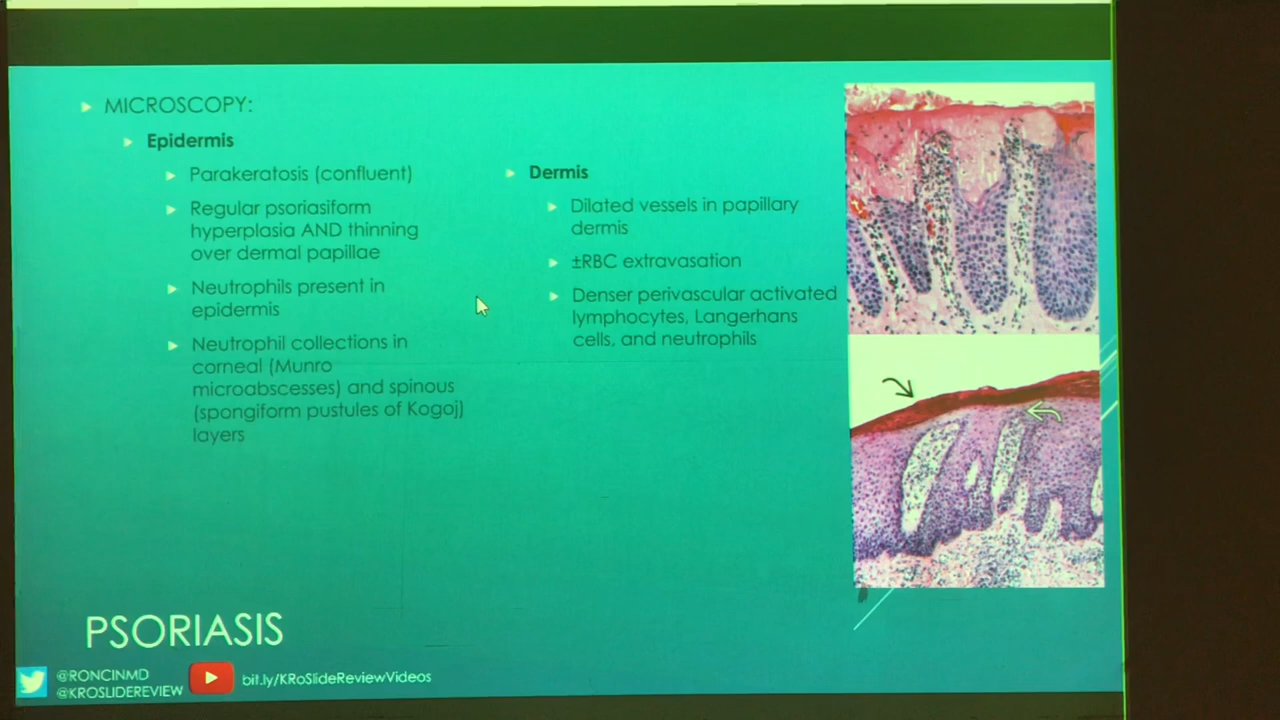 MICROSCOPY:
Epidermis
Parakeratosis (confluent)
Regular psoriasiform
hyperplasia AND thinning
over dermal papillae
Neutrophils present in
epidermis
Neutrophil collections in
corneal (Munro
microabscesses) and spinous
(spongiform pustules of Kogoj)
layers
Dermis
Dilated vessels in papillary
dermis
±RBC extravasation
Denser perivascular activated
lymphocytes, Langerhans
cells, and neutrophils
PSORIASIS
@RONCINMD
@KROSLIDEREVIEW
bit.ly/KRoSlideReviewVideos